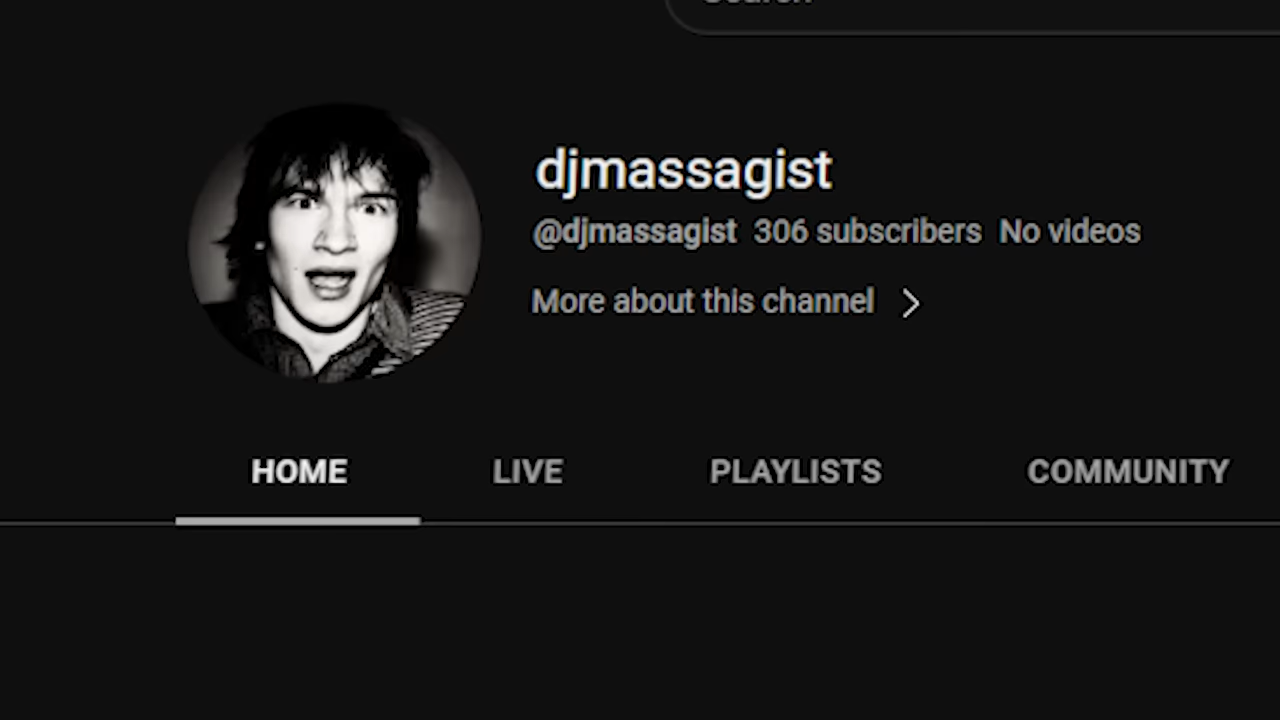 djmassagist
@djmassagist 306 subscribers No videos
More about this channel
HOME LIVE PLAYLISTS COMMUNITY